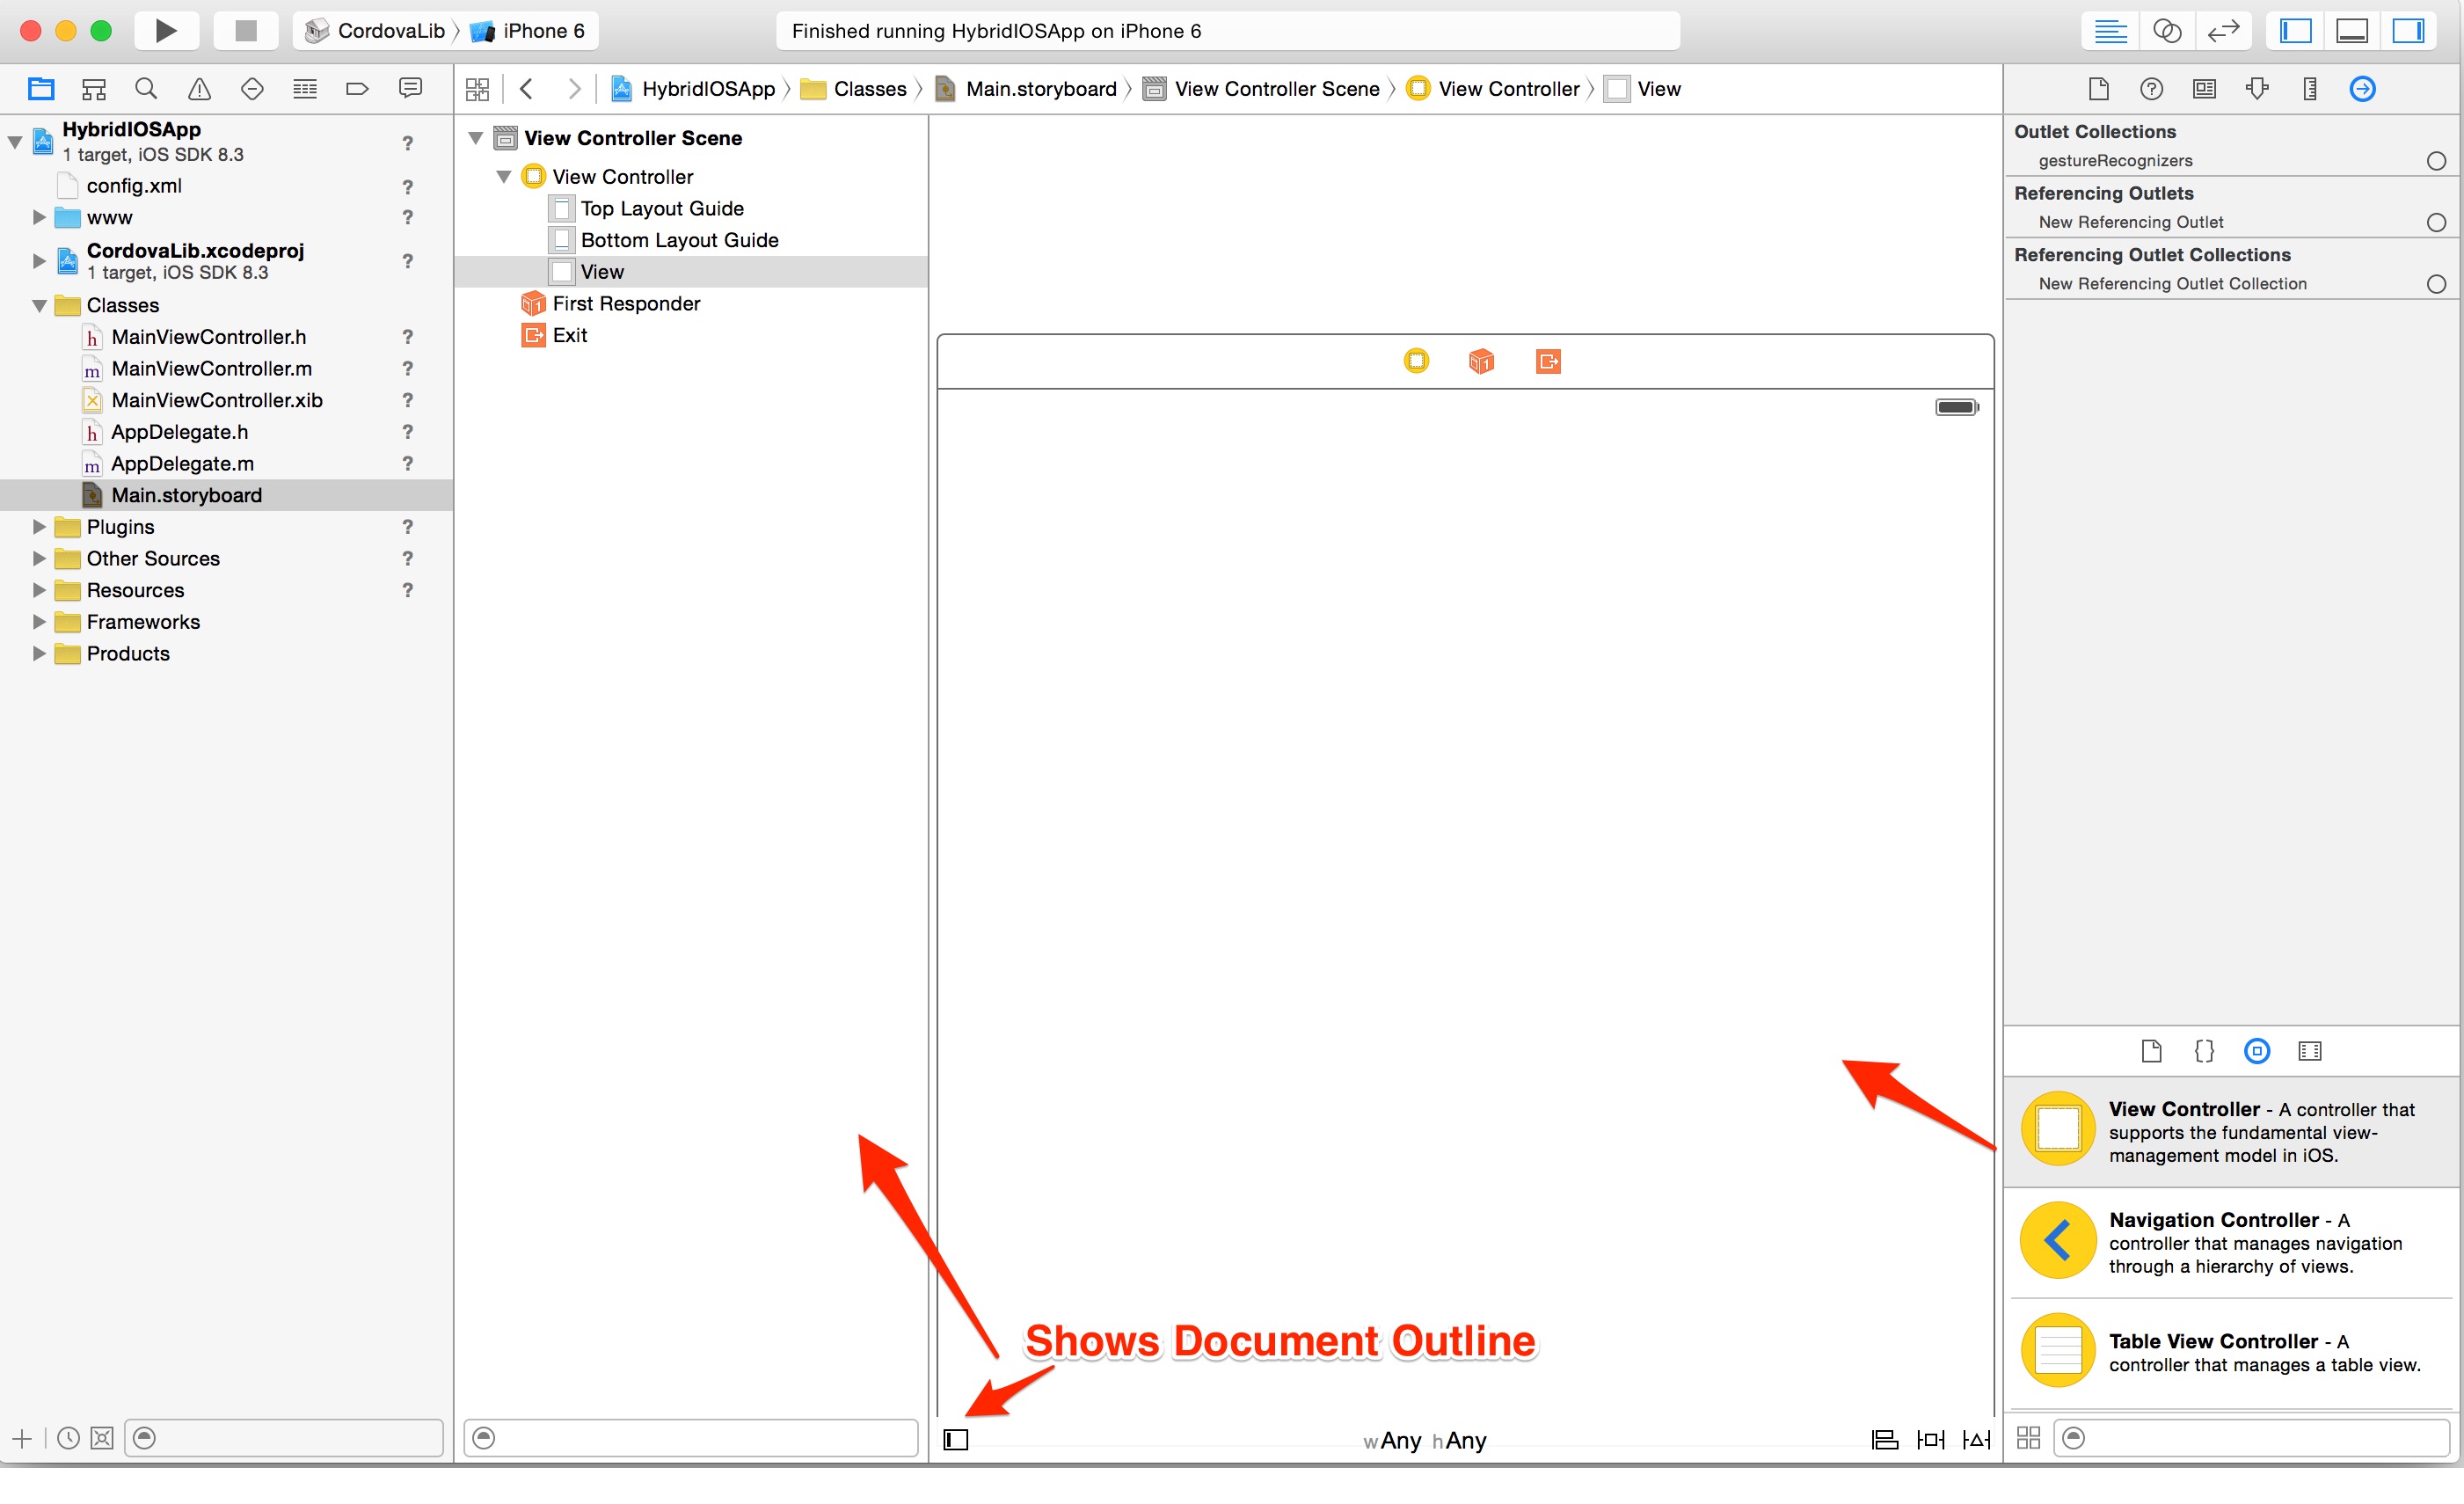 CordovaLib
iPhone 6
Finished running HybridIOSApp on iPhone 6
HybridIOSApp
Classes
Main.storyboard
View Controller Scene
View Controller
View
HybridIOSApp
?
1 target, iOS SDK 8.3
config.xml
?
www
?
CordovaLib.xcodeproj
?
1 target, iOS SDK 8.3
Classes
h MainViewController.h
?
m MainViewController.m
?
MainViewController.xib
?
h AppDelegate.h
?
m AppDelegate.m
?
Main.storyboard
Plugins
?
Other Sources
?
Resources
?
Frameworks
Products
View Controller Scene
View Controller
Top Layout Guide
Bottom Layout Guide
View
First Responder
Exit
Shows Document Outline
wAny hAny
Outlet Collections
gestureRecognizers
Referencing Outlets
New Referencing Outlet
Referencing Outlet Collections
New Referencing Outlet Collection
View Controller - A controller that
supports the fundamental view-
management model in iOS.
Navigation Controller - A
controller that manages navigation
through a hierarchy of views.
Table View Controller - A
controller that manages a table view.